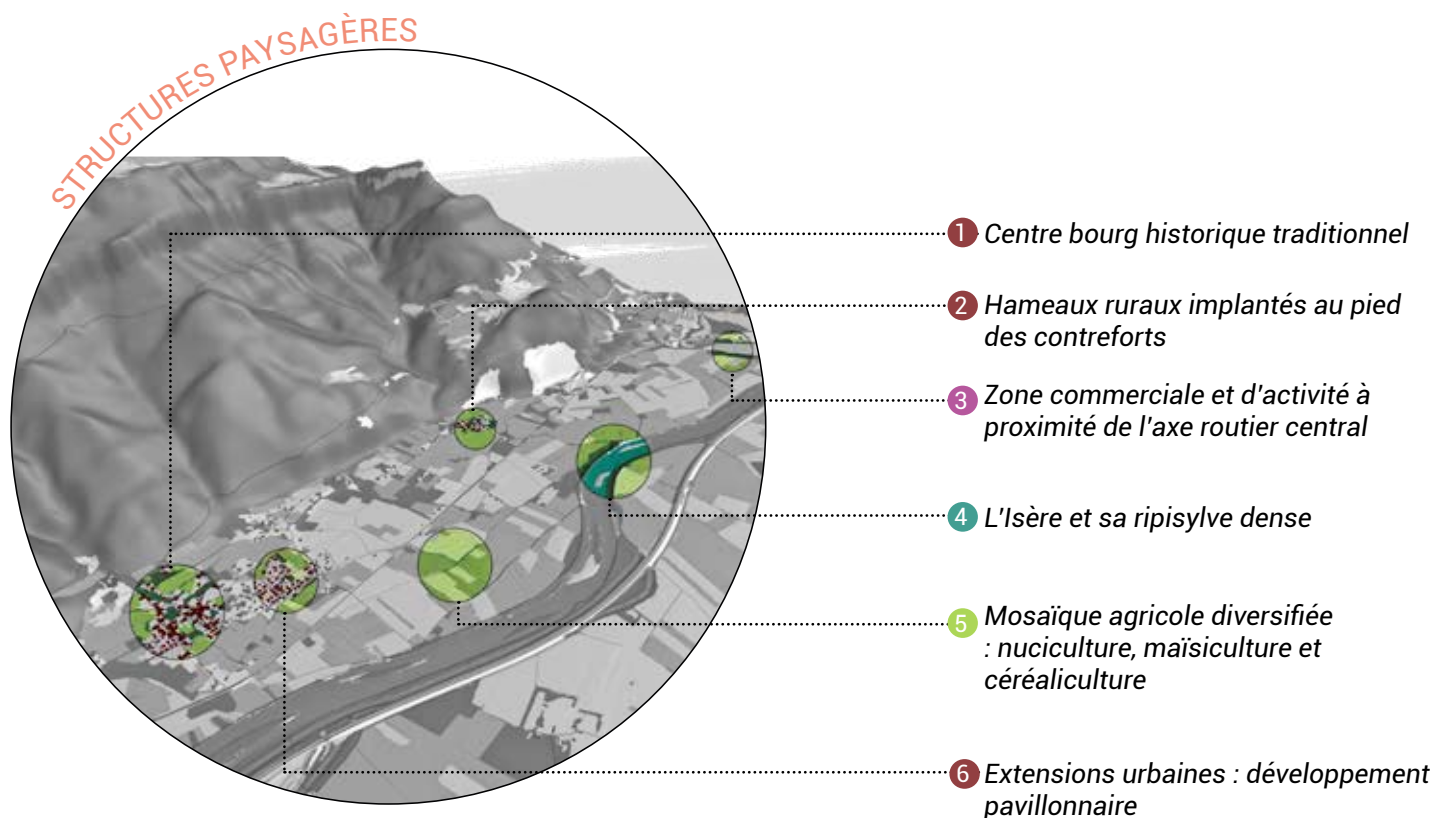 STRUCTURES PAYSAGÈRES
1 Centre bourg historique traditionnel
2 Hameaux ruraux implantés au pied
des contreforts
3 Zone commerciale et d'activité à
proximité de l'axe routier central
4 L'Isère et sa ripisylve dense
5 Mosaïque agricole diversifiée
: nuciculture, maïsiculture et
céréaliculture
6 Extensions urbaines : développement
pavillonnaire